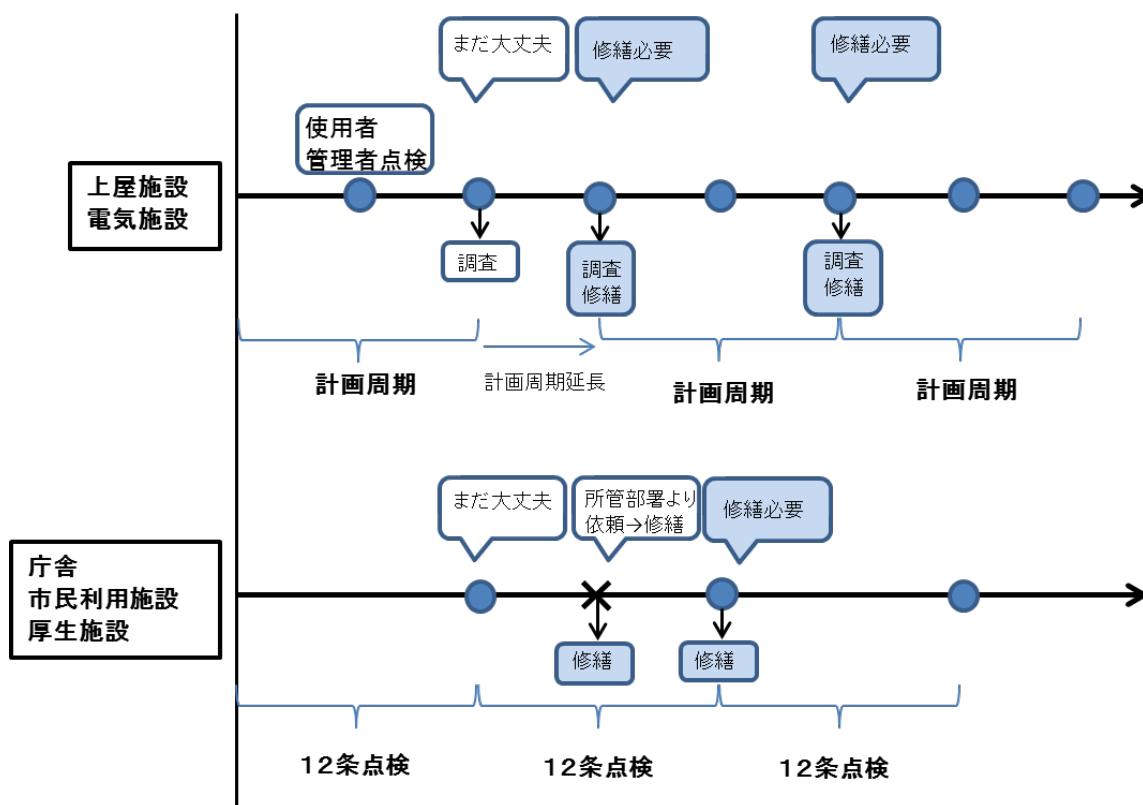 まだ大丈夫
修繕必要
修繕必要
使用者
管理者点検
上屋施設
電気施設
調査
調査
修繕
調査
修繕
計画周期
計画周期延長
計画周期
計画周期
まだ大丈夫
所管部署より
依頼→修繕
修繕必要
庁舎
市民利用施設
厚生施設
修繕
修繕
12条点検
12条点検
12条点検